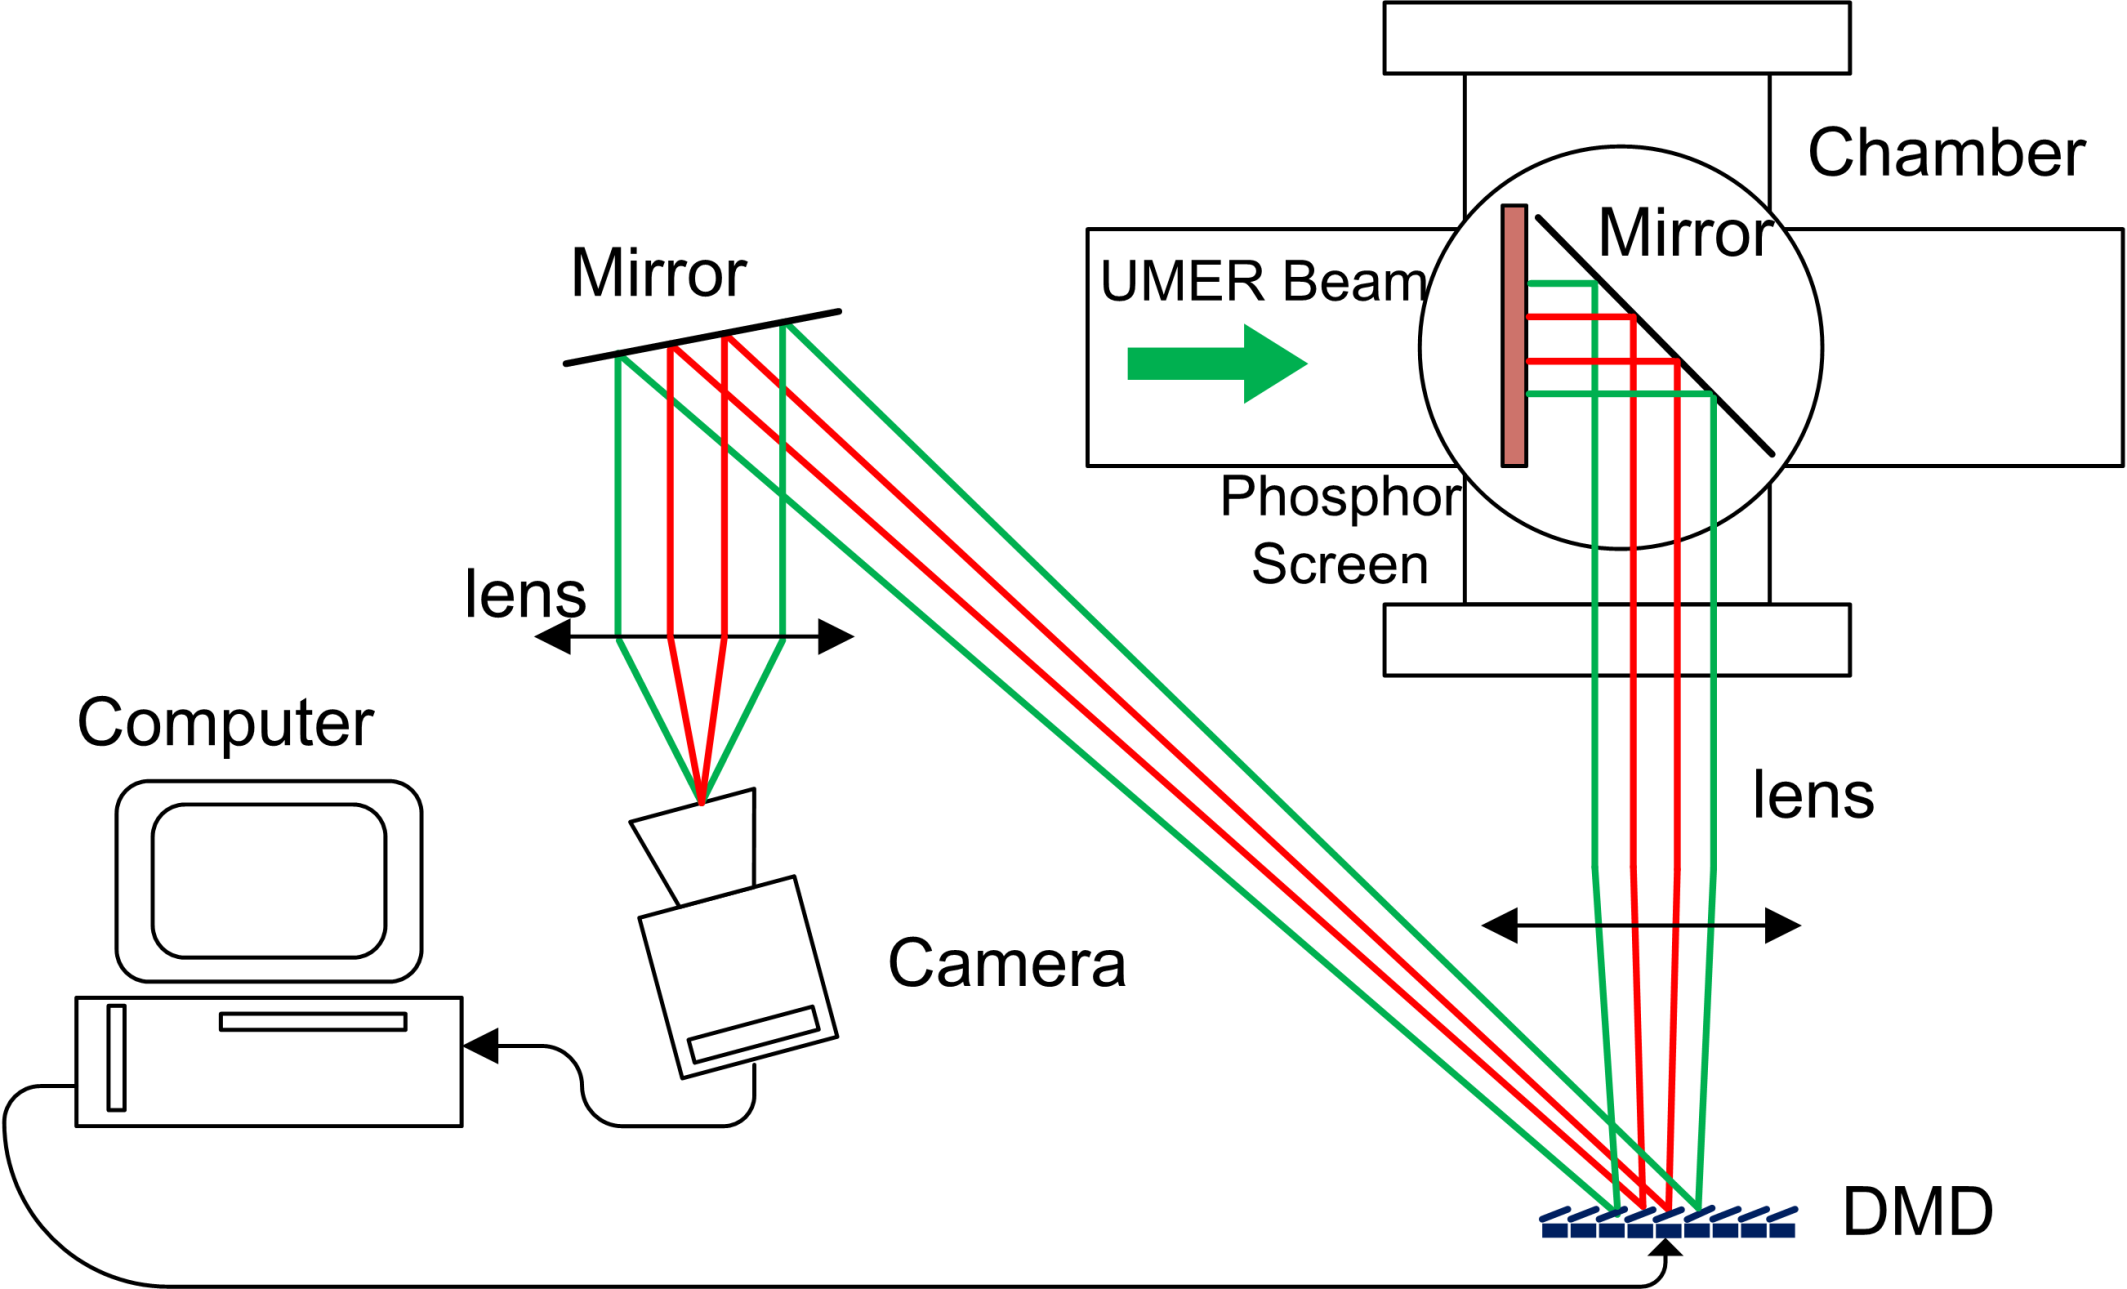 Chamber
Mirror
UMER Beam
Mirror
Phosphor
Screen
lens
Computer
lens
Camera
DMD